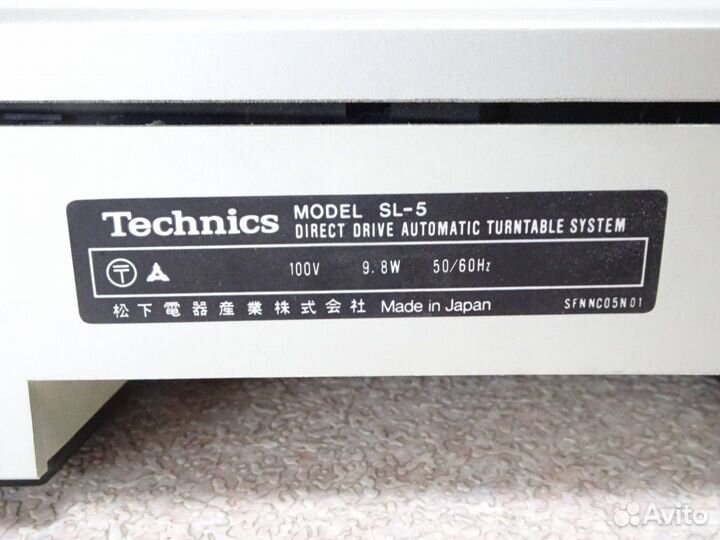 Technics MODEL SL-5
DIRECT DRIVE AUTOMATIC TURNTABLE SYSTEM
〒 A 100V 9.8W 50/60Hz
松下電器産業株式会社 Made in Japan SFNNC05N01
Avito